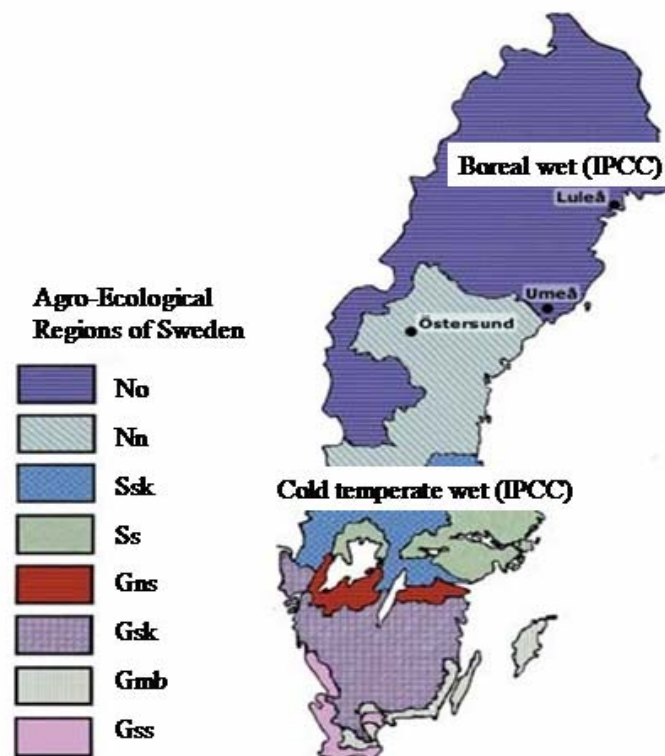 Boreal wet (IPCC)
Luleå
Umeå
Östersund
Agro-Ecological
Regions of Sweden
No
Nn
Ssk
Cold temperate wet (IPCC)
Ss
Gns
Gsk
Gmb
Gss